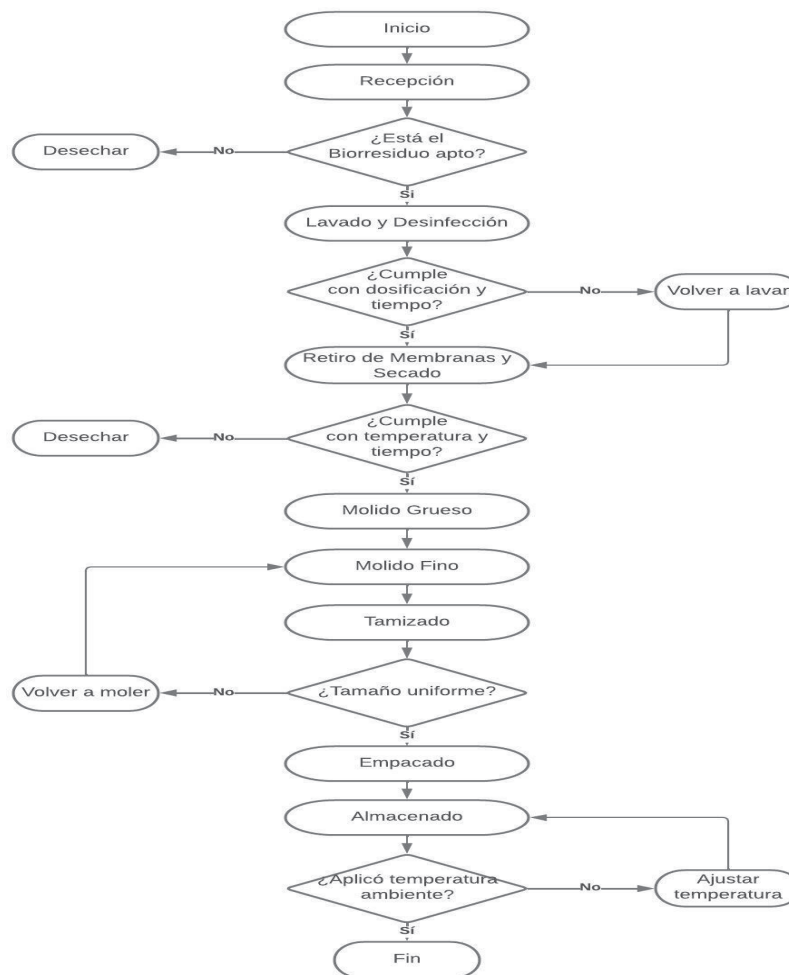 Inicio
Recepción
¿Está el
Biorresiduo apto?
No
Desechar
Si
Lavado y Desinfección
¿Cumple
con dosificación y
tiempo?
No
Volver a lavar
Sí
Retiro de Membranas y
Secado
¿Cumple
con temperatura y
tiempo?
No
Desechar
Sí
Molido Grueso
Molido Fino
Tamizado
¿Tamaño uniforme?
No
Volver a moler
Sí
Empacado
Almacenado
¿Aplicó temperatura
ambiente?
No
Ajustar
temperatura
Sí
Fin